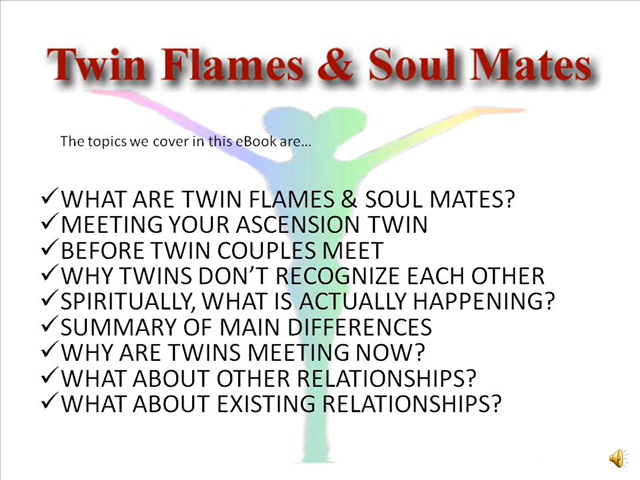 Twin Flames & Soul Mates
The topics we cover in this eBook are...
✓WHAT ARE TWIN FLAMES & SOUL MATES?
✓MEETING YOUR ASCENSION TWIN
✓BEFORE TWIN COUPLES MEET
✓WHY TWINS DON’T RECOGNIZE EACH OTHER
✓SPIRITUALLY, WHAT IS ACTUALLY HAPPENING?
✓SUMMARY OF MAIN DIFFERENCES
✓WHY ARE TWINS MEETING NOW?
✓WHAT ABOUT OTHER RELATIONSHIPS?
✓WHAT ABOUT EXISTING RELATIONSHIPS?